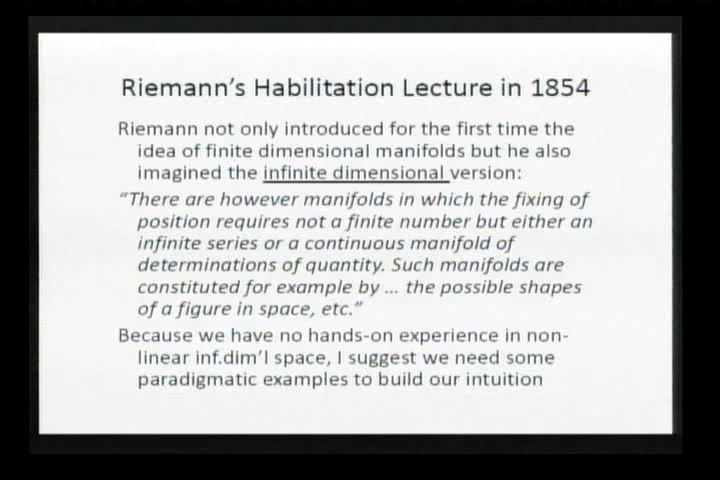 Riemann's Habilitation Lecture in 1854
Riemann not only introduced for the first time the
idea of finite dimensional manifolds but he also
imagined the infinite dimensional version:
"There are however manifolds in which the fixing of
position requires not a finite number but either an
infinite series or a continuous manifold of
determinations of quantity. Such manifolds are
constituted for example by ... the possible shapes
of a figure in space, etc."
Because we have no hands-on experience in non-
linear inf.dim'l space, I suggest we need some
paradigmatic examples to build our intuition